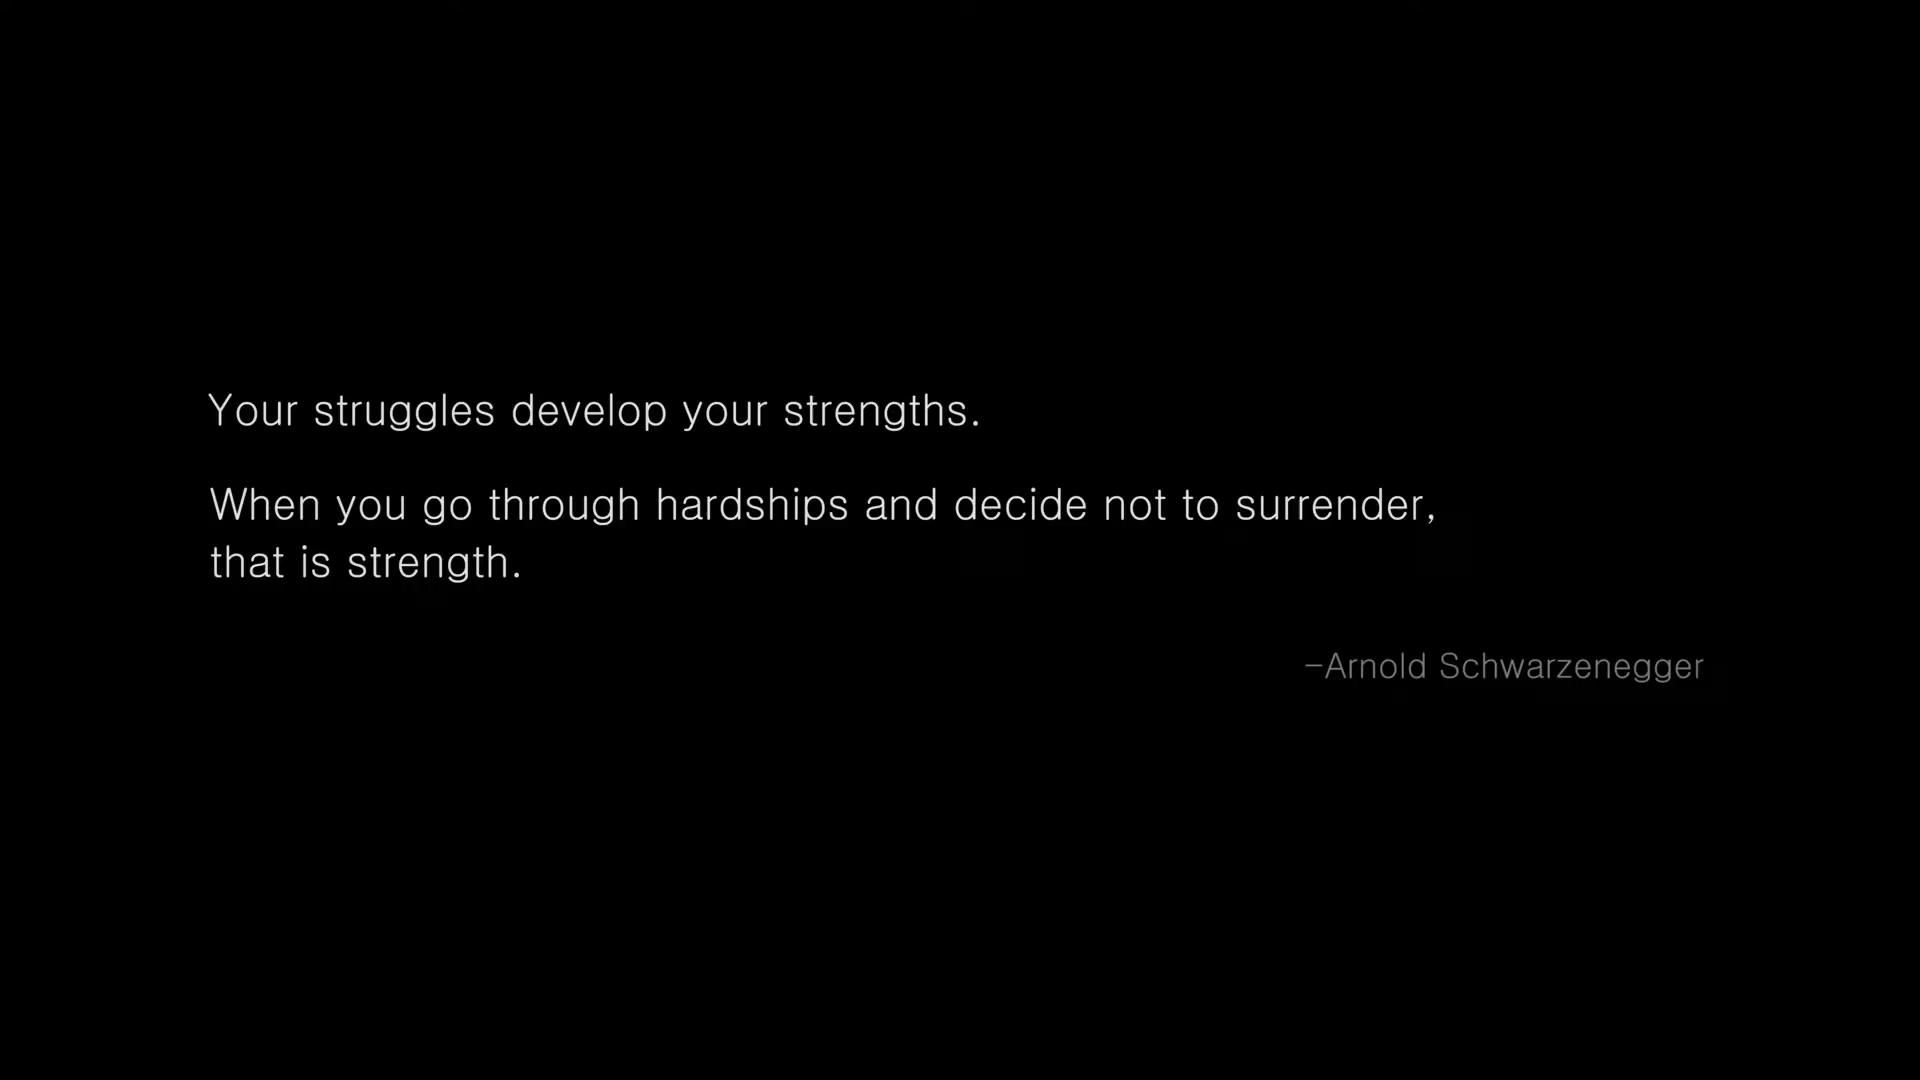 Your struggles develop your strengths.
When you go through hardships and decide not to surrender,
that is strength.
-Arnold Schwarzenegger